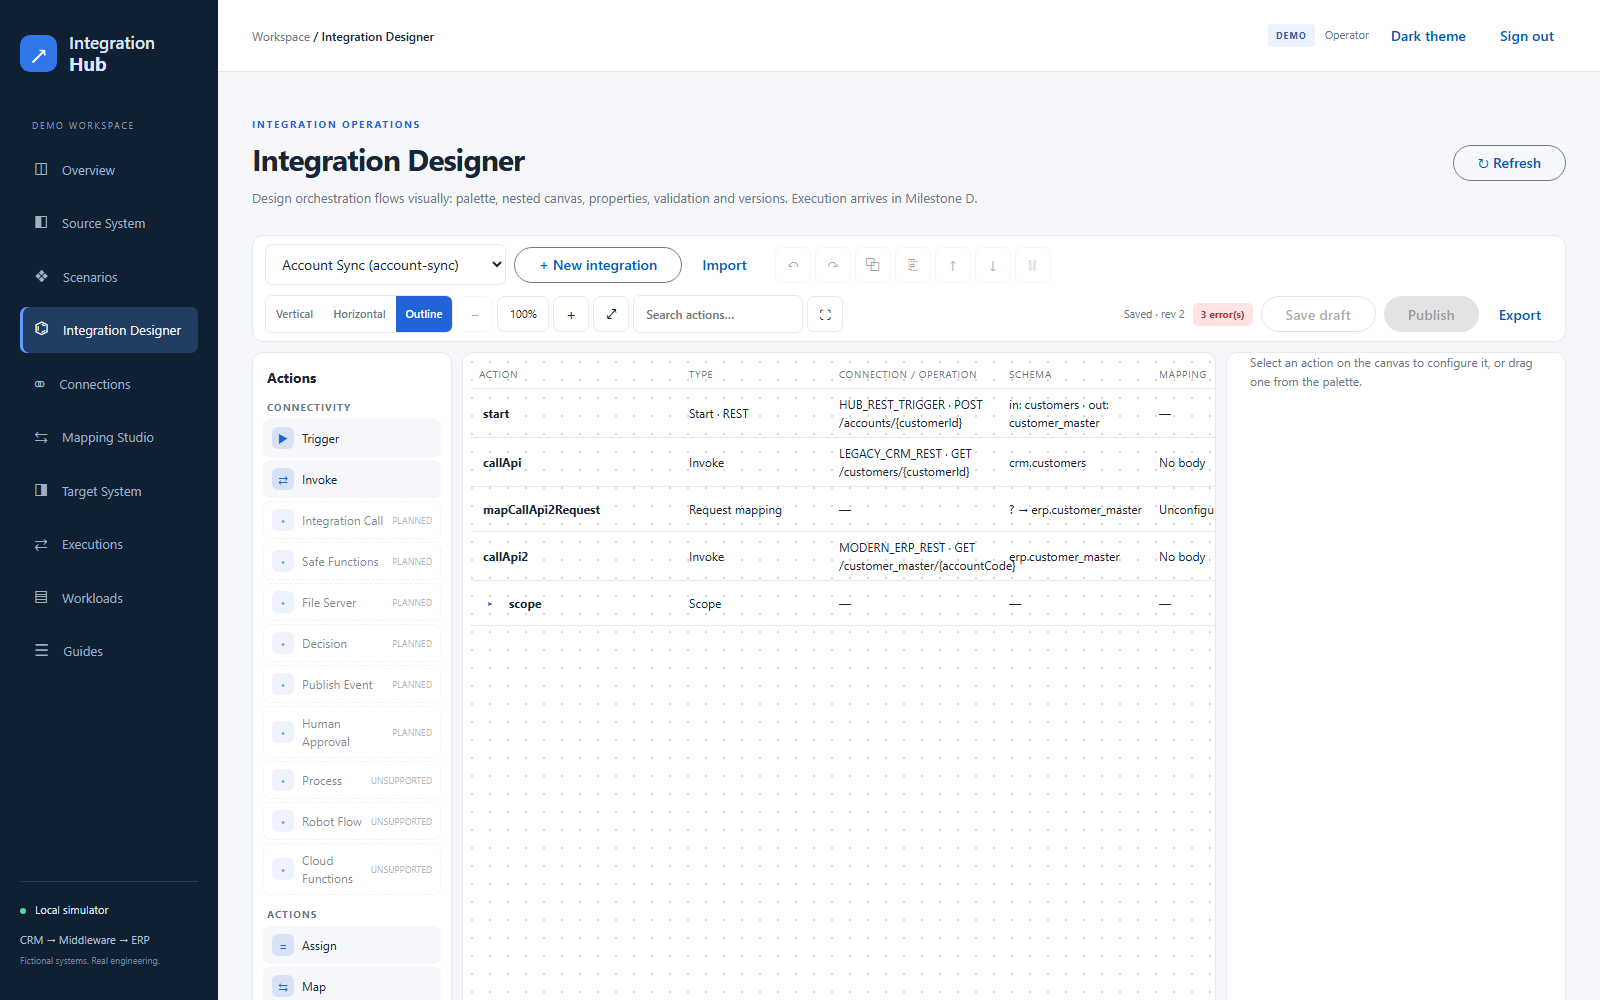 Integration
Hub
DEMO WORKSPACE
Overview
Source System
Scenarios
Integration Designer
Connections
Mapping Studio
Target System
Executions
Workloads
Guides
Local simulator
CRM → Middleware → ERP
Fictional systems. Real engineering.
Workspace / Integration Designer
DEMO Operator Dark theme Sign out
INTEGRATION OPERATIONS
Integration Designer
↻ Refresh
Design orchestration flows visually: palette, nested canvas, properties, validation and versions. Execution arrives in Milestone D.
Account Sync (account-sync) + New integration Import
Vertical Horizontal Outline − 100% + Search actions... Saved · rev 2 3 error(s) Save draft Publish Export
Actions
CONNECTIVITY
Trigger
Invoke
Integration Call PLANNED
Safe Functions PLANNED
File Server PLANNED
Decision PLANNED
Publish Event PLANNED
Human
Approval PLANNED
Process UNSUPPORTED
Robot Flow UNSUPPORTED
Cloud
Functions UNSUPPORTED
ACTIONS
Assign
Map
ACTION TYPE CONNECTION / OPERATION SCHEMA MAPPING
start Start · REST HUB_REST_TRIGGER · POST
/accounts/{customerId} in: customers · out:
customer_master —
callApi Invoke LEGACY_CRM_REST · GET
/customers/{customerId} crm.customers No body
mapCallApi2Request Request mapping — ? → erp.customer_master Unconfigu
callApi2 Invoke MODERN_ERP_REST · GET
/customer_master/{accountCode} erp.customer_master No body
scope Scope — — —
Select an action on the canvas to configure it, or drag
one from the palette.